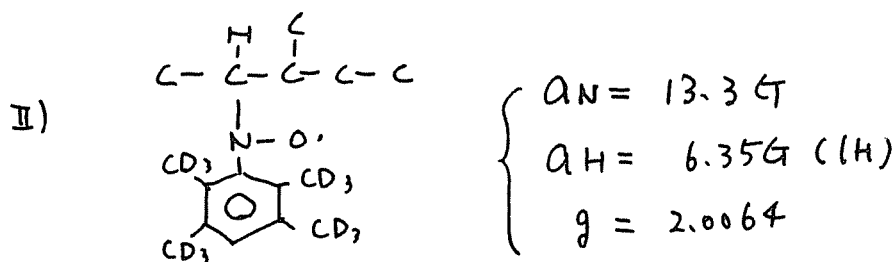 H C
C - C - C - C - C
II)
N - O·
CD3 CD3
CD3 CD3
aN = 13.3 G
aH = 6.35G (1H)
g = 2.0064